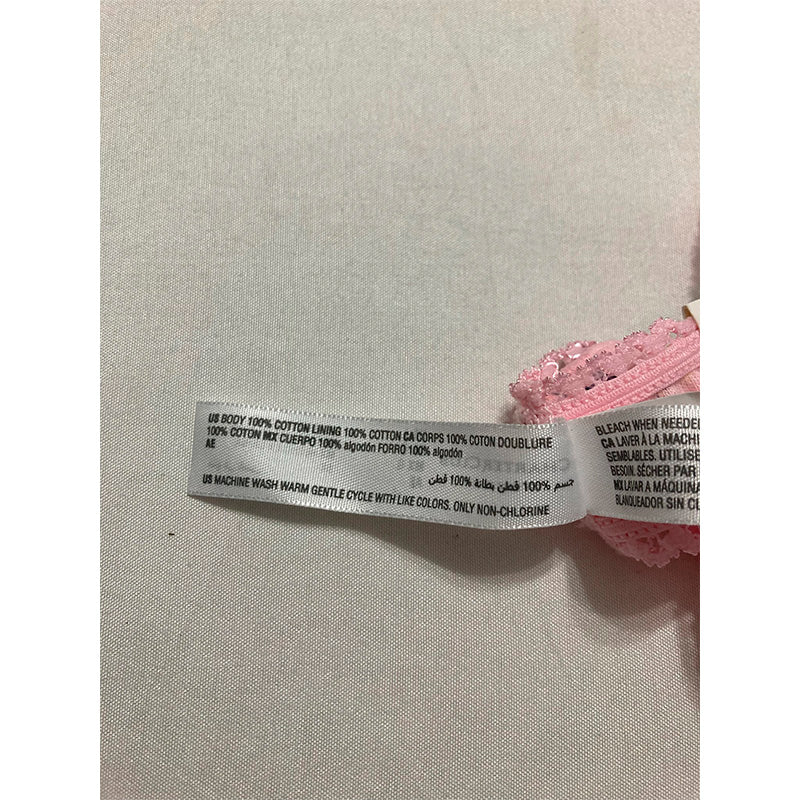 US BODY 100% COTTON LINING 100% COTTON CA CORPS 100% COTON DOUBLURE
100% COTON MX CUERPO 100% algodón FORRO 100% algodón
AE
جسم 100% قطن بطانة 100% قطن
US MACHINE WASH WARM GENTLE CYCLE WITH LIKE COLORS. ONLY NON-CHLORINE
BLEACH WHEN NEEDED
CA LAVER À LA MACHI
SEMBLABLES. UTILISE
BESOIN. SÉCHER PAR
MX LAVAR A MÁQUINA
BLANQUEADOR SIN CL